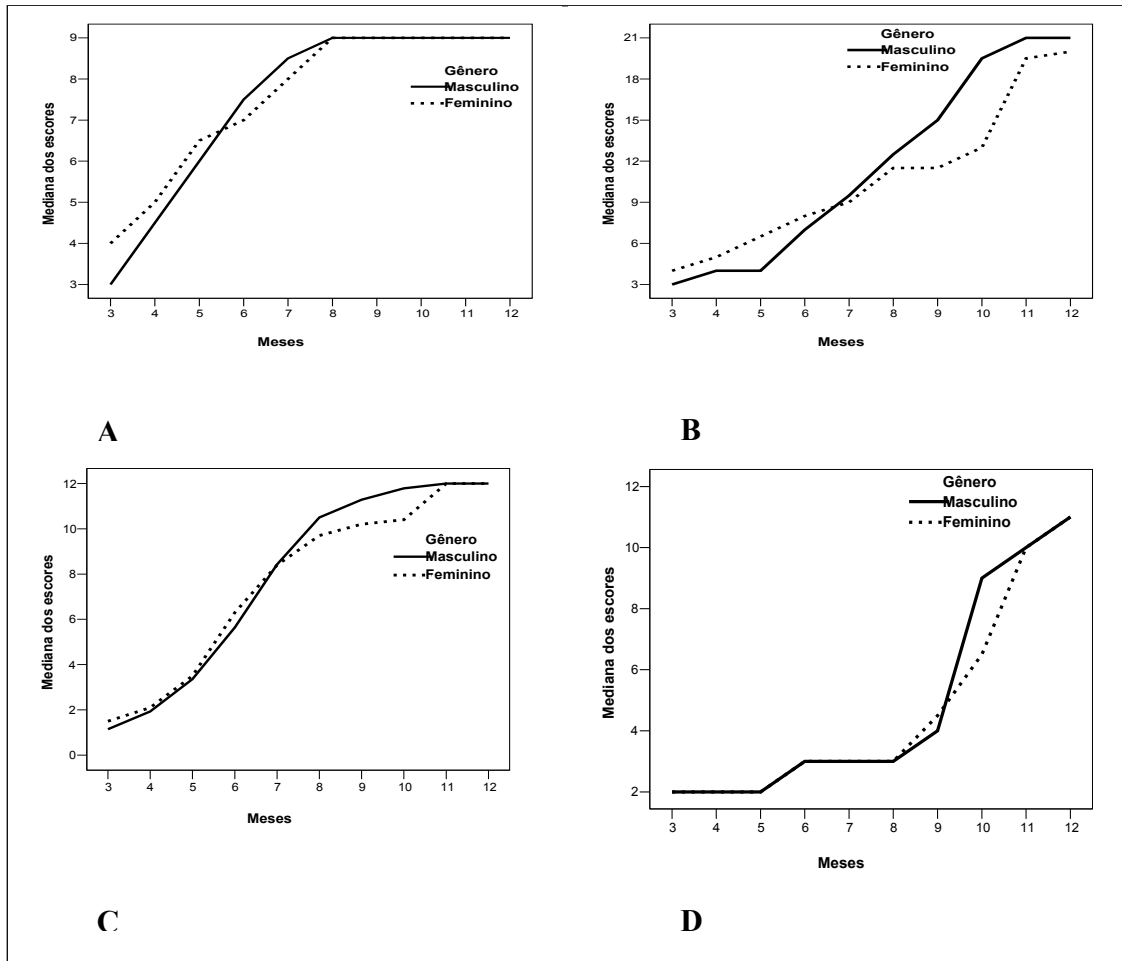 9
8
7
6
5
4
3
Mediana dos escores
Gênero
Masculino
Feminino
3 4 5 6 7 8 9 10 11 12
Meses
A
21
18
15
12
9
6
3
Mediana dos escores
Gênero
Masculino
Feminino
3 4 5 6 7 8 9 10 11 12
Meses
B
12
10
8
6
4
2
0
Mediana dos escores
Gênero
Masculino
Feminino
3 4 5 6 7 8 9 10 11 12
Meses
C
12
10
8
6
4
2
Mediana dos escores
Gênero
Masculino
Feminino
3 4 5 6 7 8 9 10 11 12
Meses
D